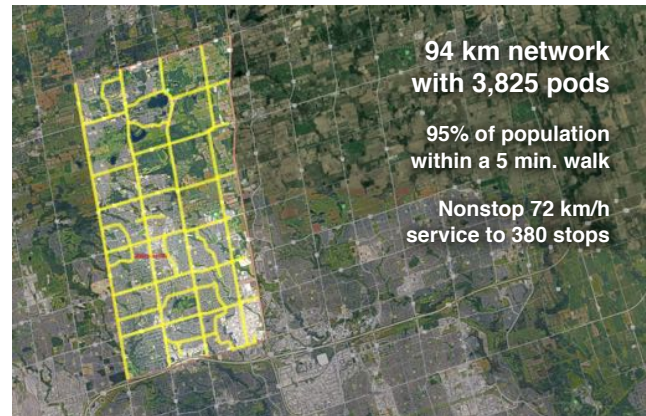 94 km network
with 3,825 pods
95% of population
within a 5 min. walk
Nonstop 72 km/h
service to 380 stops